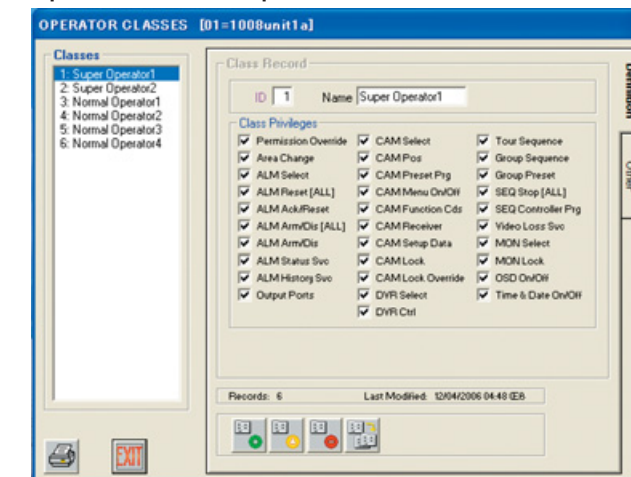 OPERATOR CLASSES [01=1008unit1a]
Classes
1: Super Operator1
2: Super Operator2
3: Normal Operator1
4: Normal Operator2
5: Normal Operator3
6: Normal Operator4
Class Record
ID 1 Name Super Operator1
Class Privileges
Permission Override CAM Select Tour Sequence
Area Change CAM Pos Group Sequence
ALM Select CAM Preset Prg Group Preset
ALM Reset [ALL] CAM Menu On/Off SEQ Stop [ALL]
ALM Ack/Reset CAM Function Cds SEQ Controller Prg
ALM Arm/Dis [ALL] CAM Receiver Video Loss Svc
ALM Arm/Dis CAM Setup Data MON Select
ALM Status Svc CAM Lock MON Lock
ALM History Svc CAM Lock Override OSD On/Off
Output Ports DVR Select Time & Date On/Off
DVR Ctrl
Records: 6 Last Modified: 12/04/2006 04:48 Œß
EXIT
Definition
Other